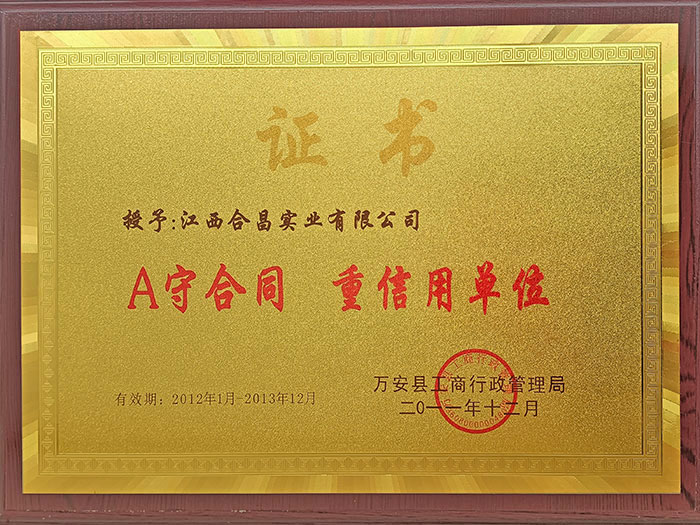 证书
授予:江西合昌实业有限公司
A守合同 重信用单位
万安县工商行政管理局
有效期：2012年1月-2013年12月
二0一一年十二月